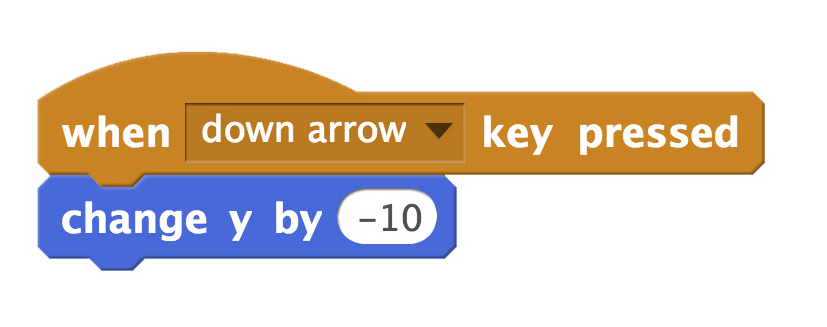 when down arrow key pressed
change y by -10